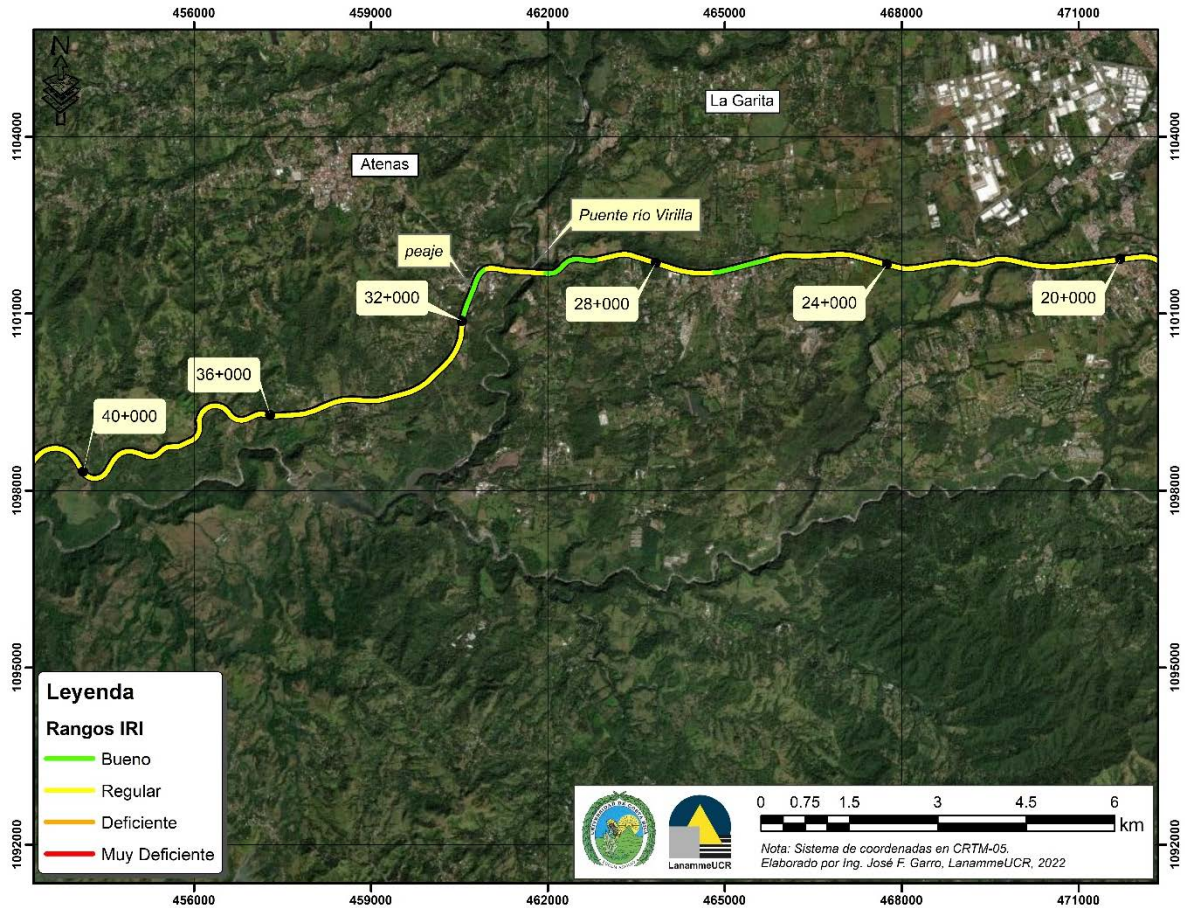 456000
459000
462000
465000
468000
471000
N
1104000
1104000
La Garita
Atenas
Puente río Virilla
peaje
32+000
28+000
24+000
20+000
1101000
1101000
36+000
40+000
1098000
1098000
1095000
1095000
Leyenda
Rangos IRI
Bueno
Regular
Deficiente
Muy Deficiente
LanammeUCR
0 0.75 1.5 3 4.5 6
km
Nota: Sistema de coordenadas en CRTM-05.
Elaborado por Ing. José F. Garro, LanammeUCR, 2022
1092000
1092000
456000
459000
462000
465000
468000
471000